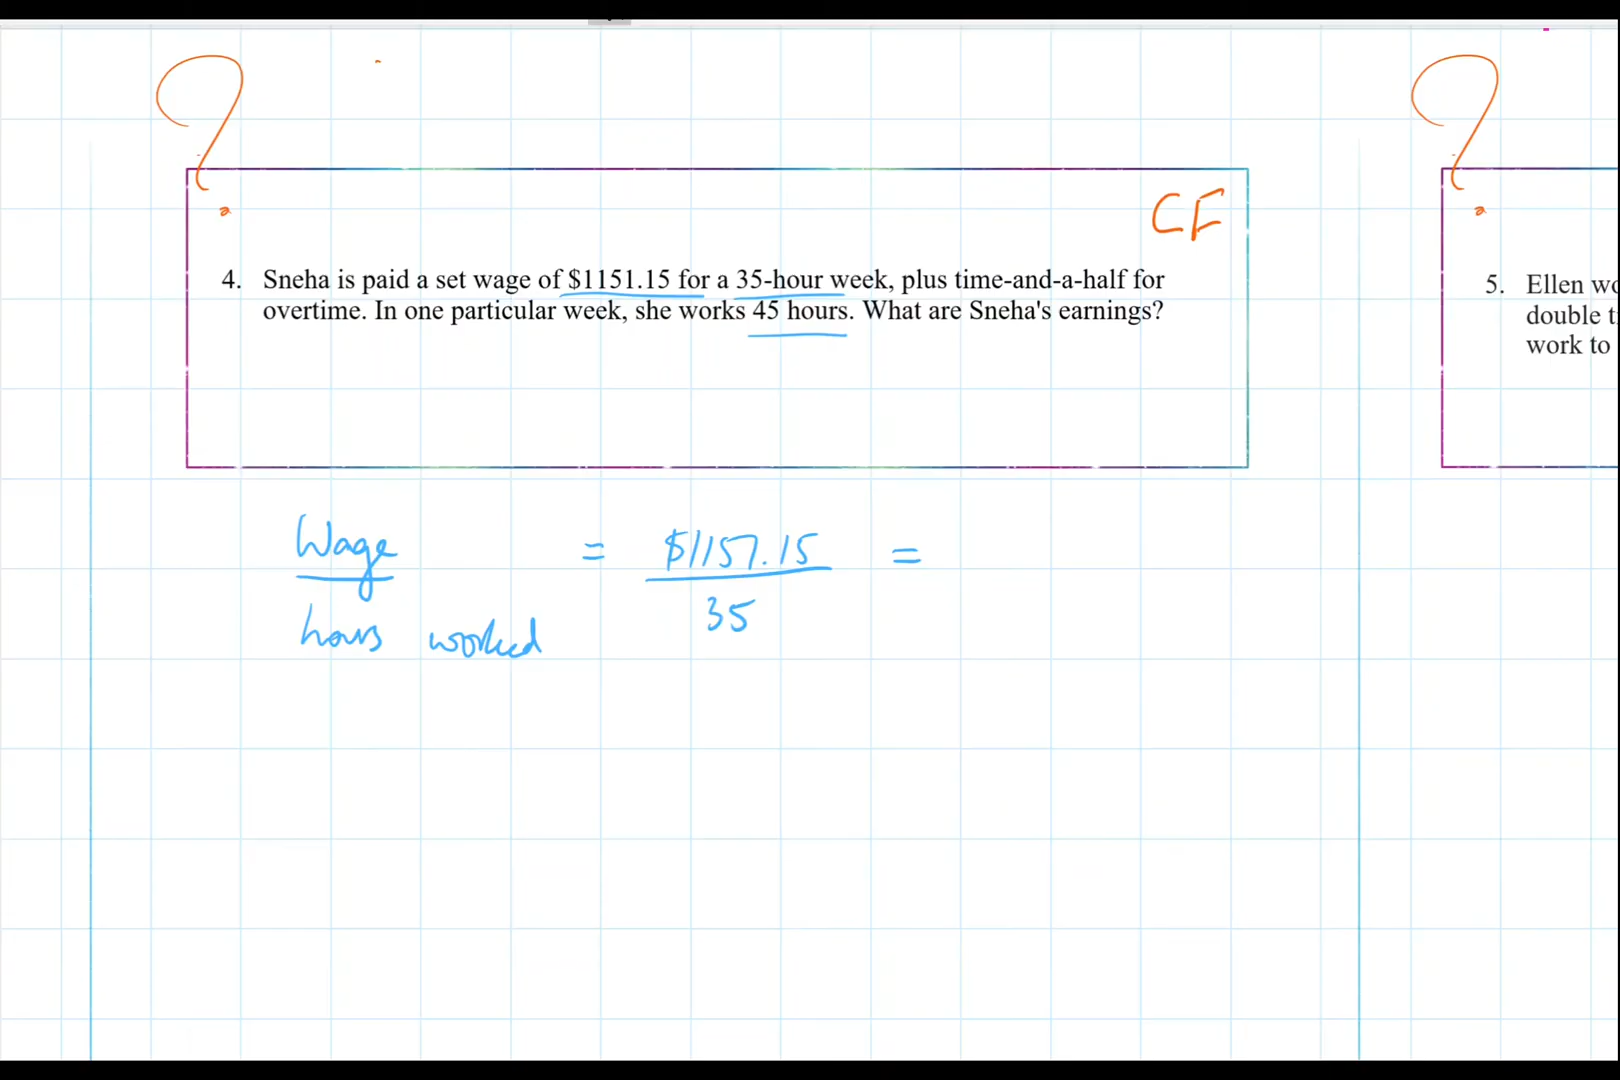 ?
CF
4. Sneha is paid a set wage of $1151.15 for a 35-hour week, plus time-and-a-half for
overtime. In one particular week, she works 45 hours. What are Sneha's earnings?
Wage
hours worked
= $1157.15 =
35
?
5. Ellen wo
double t
work to